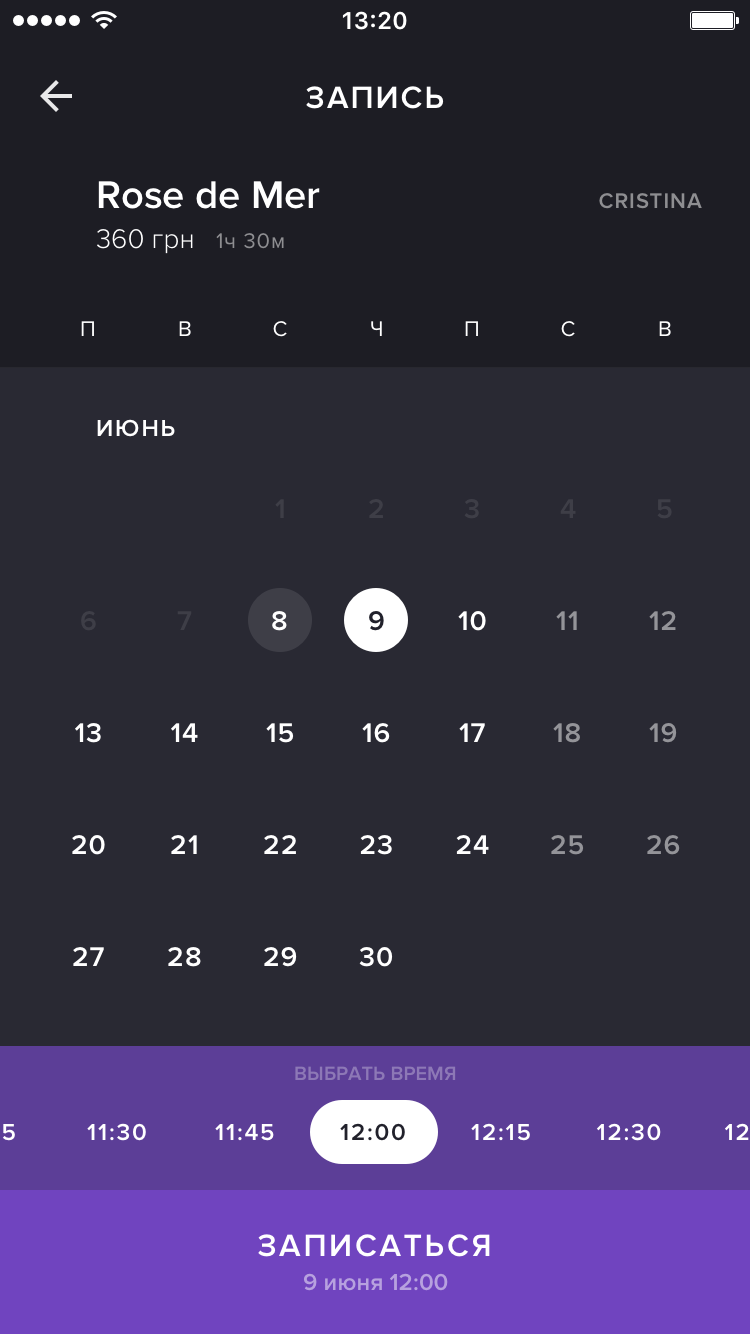 13:20
ЗАПИСЬ
Rose de Mer
CRISTINA
360 грн 1ч 30м
П В С Ч П С В
ИЮНЬ
1 2 3 4 5
6 7 8 9 10 11 12
13 14 15 16 17 18 19
20 21 22 23 24 25 26
27 28 29 30
ВЫБРАТЬ ВРЕМЯ
5 11:30 11:45 12:00 12:15 12:30 12
ЗАПИСАТЬСЯ
9 июня 12:00